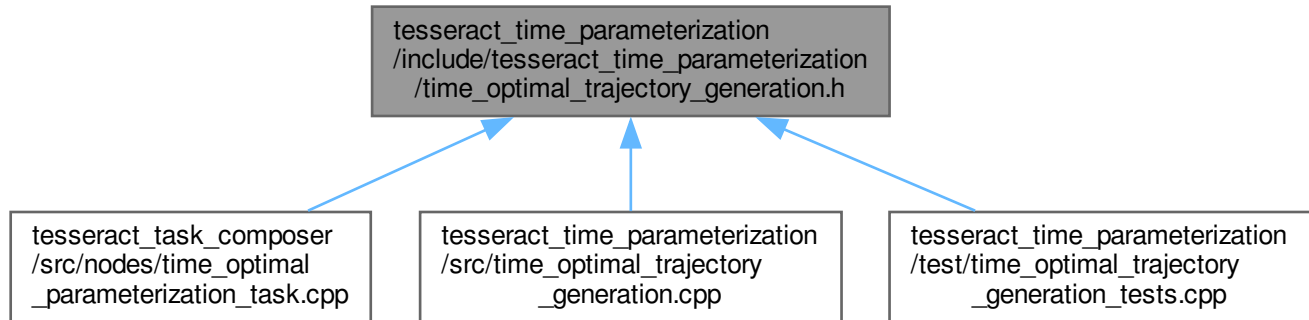 tesseract_time_parameterization
/include/tesseract_time_parameterization
/time_optimal_trajectory_generation.h
tesseract_task_composer
/src/nodes/time_optimal
_parameterization_task.cpp
tesseract_time_parameterization
/src/time_optimal_trajectory
_generation.cpp
tesseract_time_parameterization
/test/time_optimal_trajectory
_generation_tests.cpp